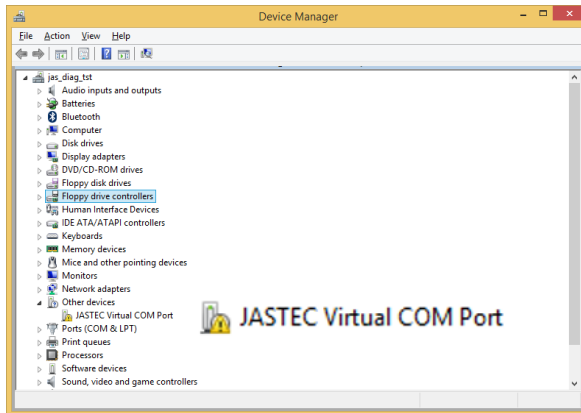 Device Manager
File Action View Help
jas_diag_tst
Audio inputs and outputs
Batteries
Bluetooth
Computer
Disk drives
Display adapters
DVD/CD-ROM drives
Floppy disk drives
Floppy drive controllers
Human Interface Devices
IDE ATA/ATAPI controllers
Keyboards
Memory devices
Mice and other pointing devices
Monitors
Network adapters
Other devices
JASTEC Virtual COM Port
JASTEC Virtual COM Port
Ports (COM & LPT)
Print queues
Processors
Software devices
Sound, video and game controllers